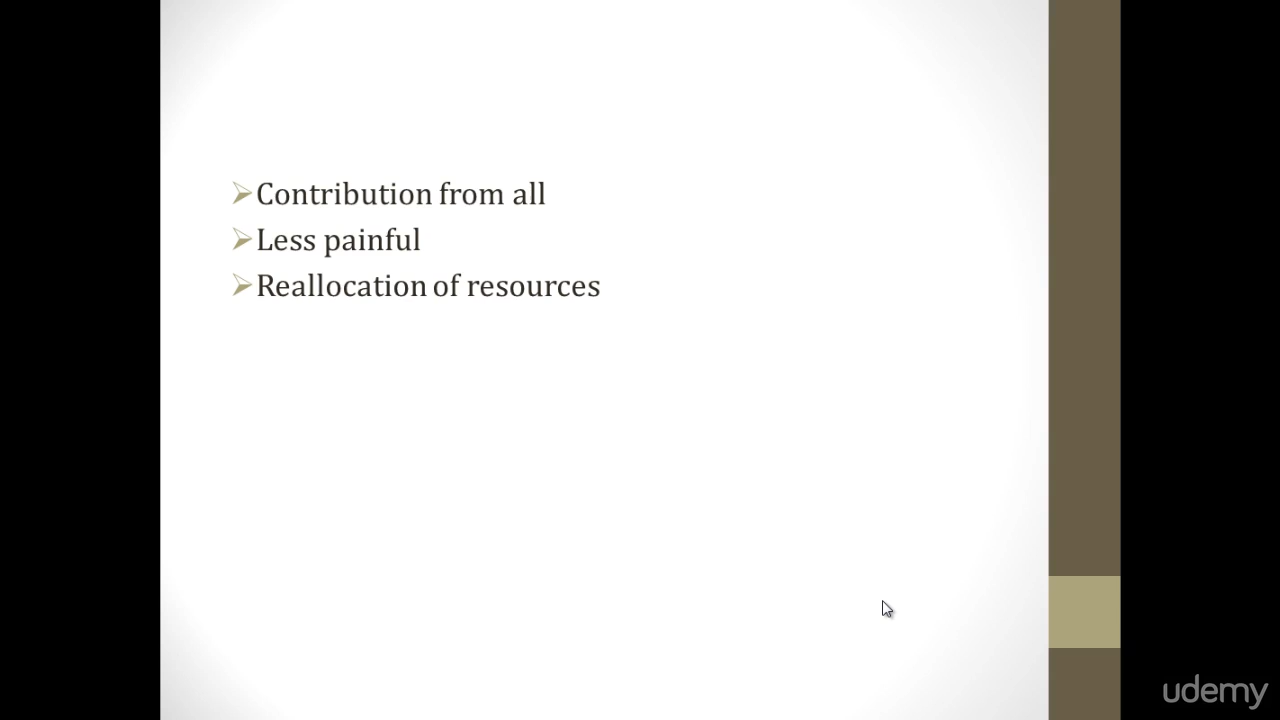 Contribution from all
Less painful
Reallocation of resources
udemy